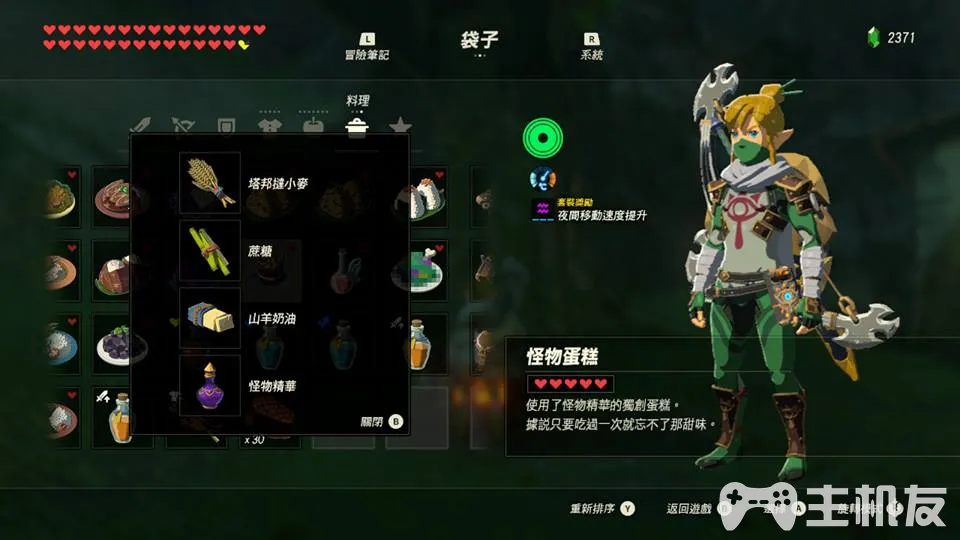 L
袋子
R
2371
冒險筆記
系統
料理
塔邦撻小麥
蔗糖
山羊奶油
怪物精華
關閉 B
x30
套裝獎勵
夜間移動速度提升
怪物蛋糕
使用了怪物精華的獨創蛋糕。
據說只要吃過一次就忘不了那甜味。
重新排序 Y
返回遊戲
主机友